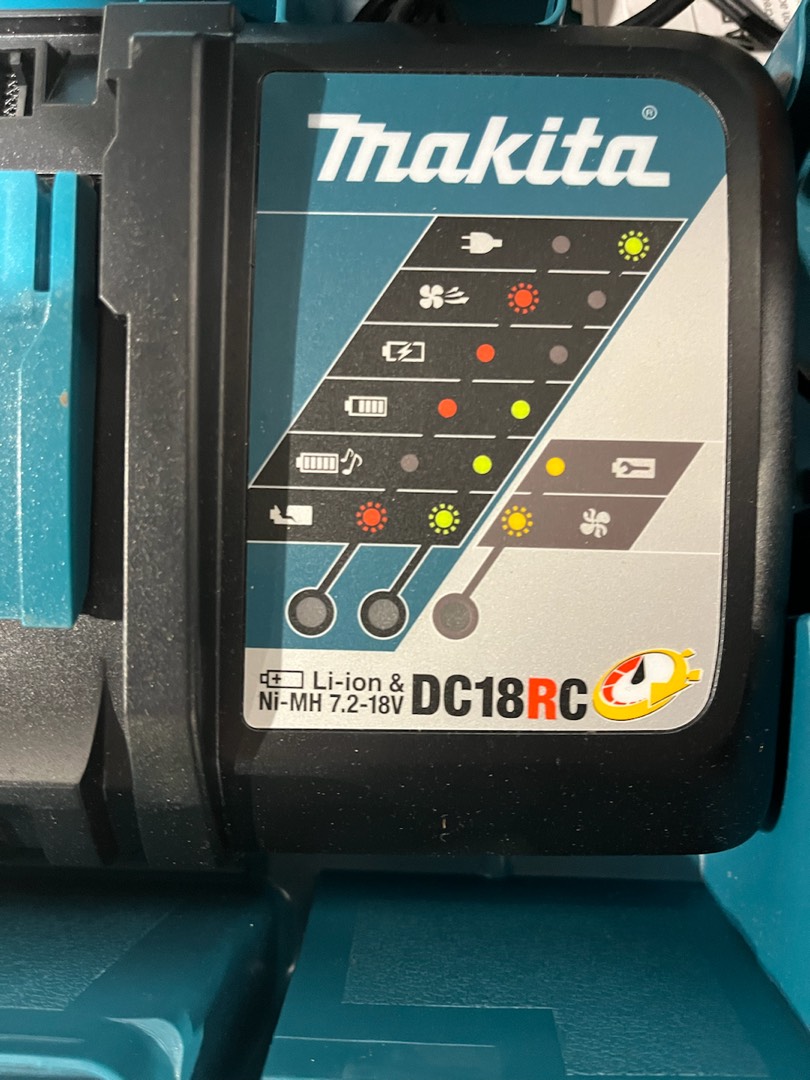 makita®
Li-ion &
Ni-MH 7.2-18V
DC18RC